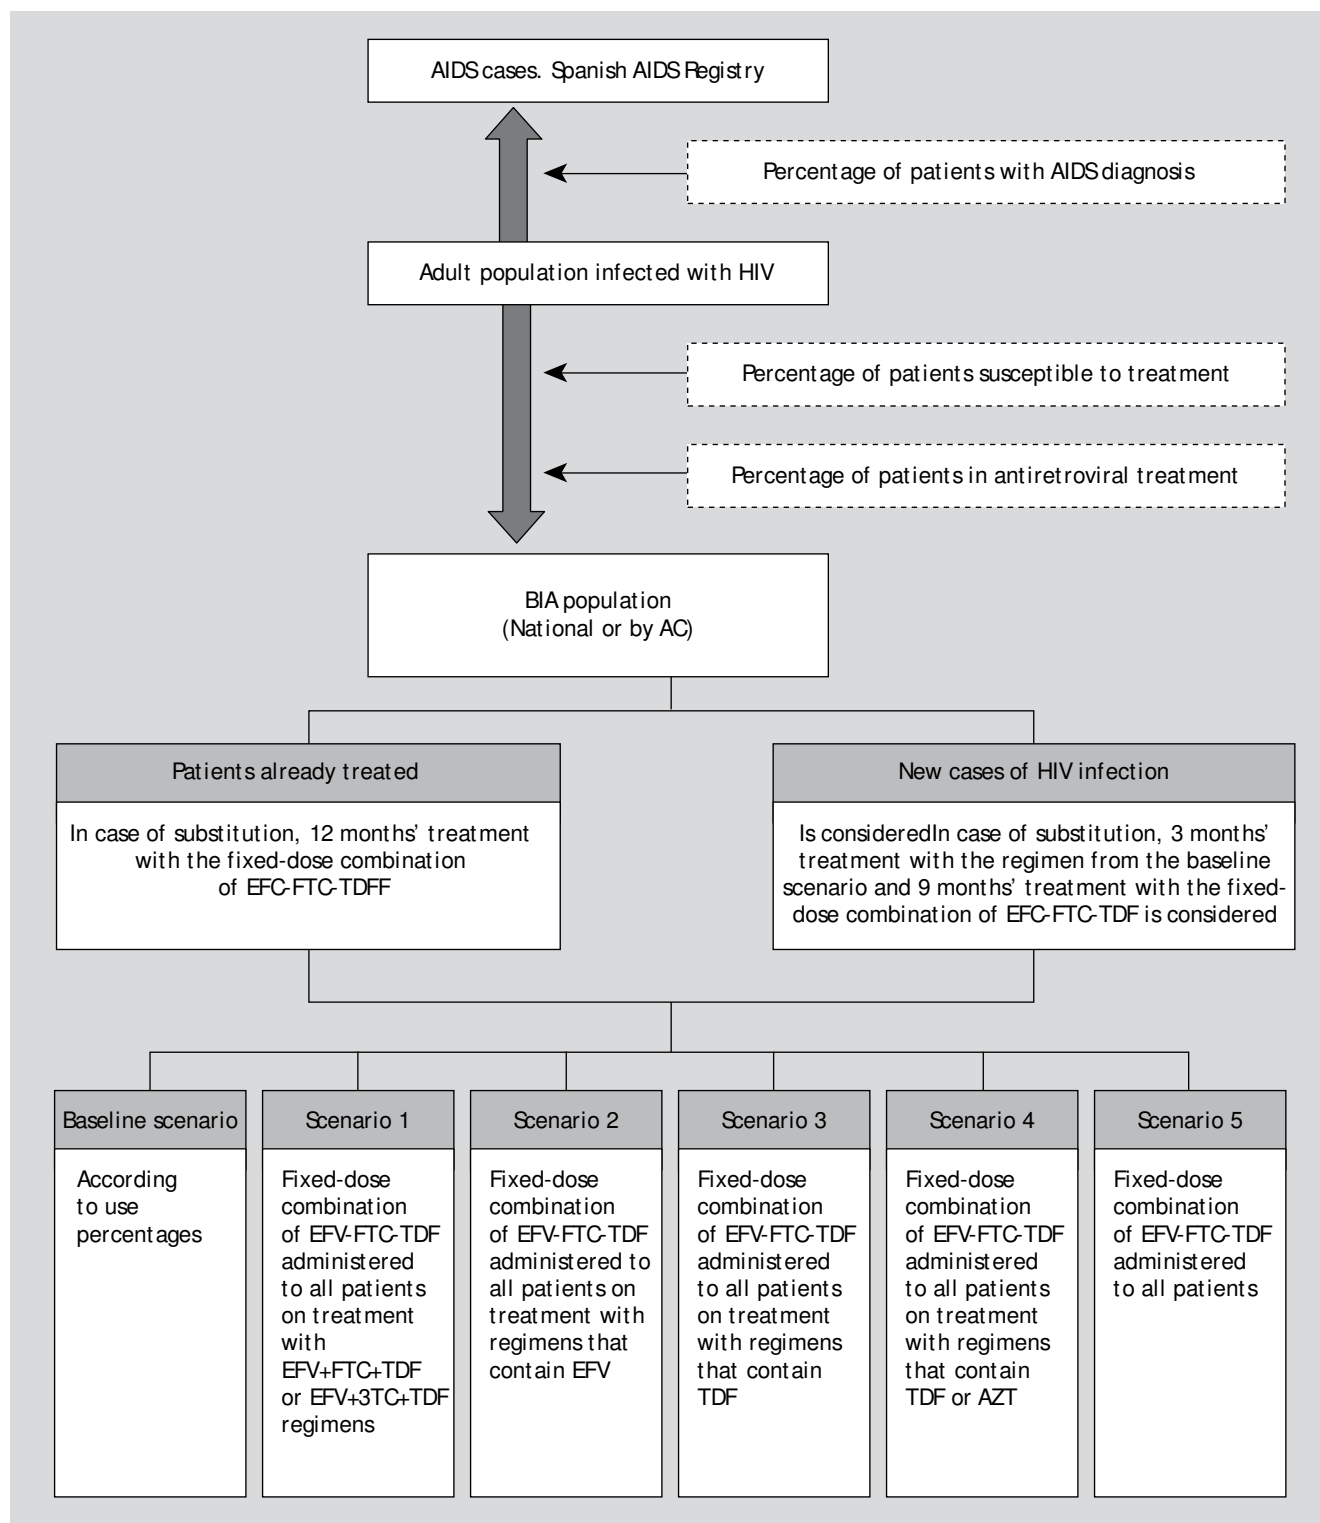 AIDS cases. Spanish AIDS Registry
Percentage of patients with AIDS diagnosis
Adult population infected with HIV
Percentage of patients susceptible to treatment
Percentage of patients in antiretroviral treatment
BIA population
(National or by AC)
Patients already treated
In case of substitution, 12 months’ treatment
with the fixed-dose combination
of EFC-FTC-TDFF
New cases of HIV infection
Is consideredIn case of substitution, 3 months’
treatment with the regimen from the baseline
scenario and 9 months’ treatment with the fixed-
dose combination of EFC-FTC-TDF is considered
Baseline scenario
According
to use
percentages
Scenario 1
Fixed-dose
combination
of EFV-FTC-TDF
administered
to all patients
on treatment
with
EFV+FTC+TDF
or EFV+3TC+TDF
regimens
Scenario 2
Fixed-dose
combination
of EFV-FTC-TDF
administered to
all patients on
treatment with
regimens that
contain EFV
Scenario 3
Fixed-dose
combination
of EFV-FTC-TDF
administered
to all patients
on treatment
with regimens
that contain
TDF
Scenario 4
Fixed-dose
combination
of EFV-FTC-TDF
administered
to all patients
on treatment
with regimens
that contain
TDF or AZT
Scenario 5
Fixed-dose
combination
of EFV-FTC-TDF
administered
to all patients